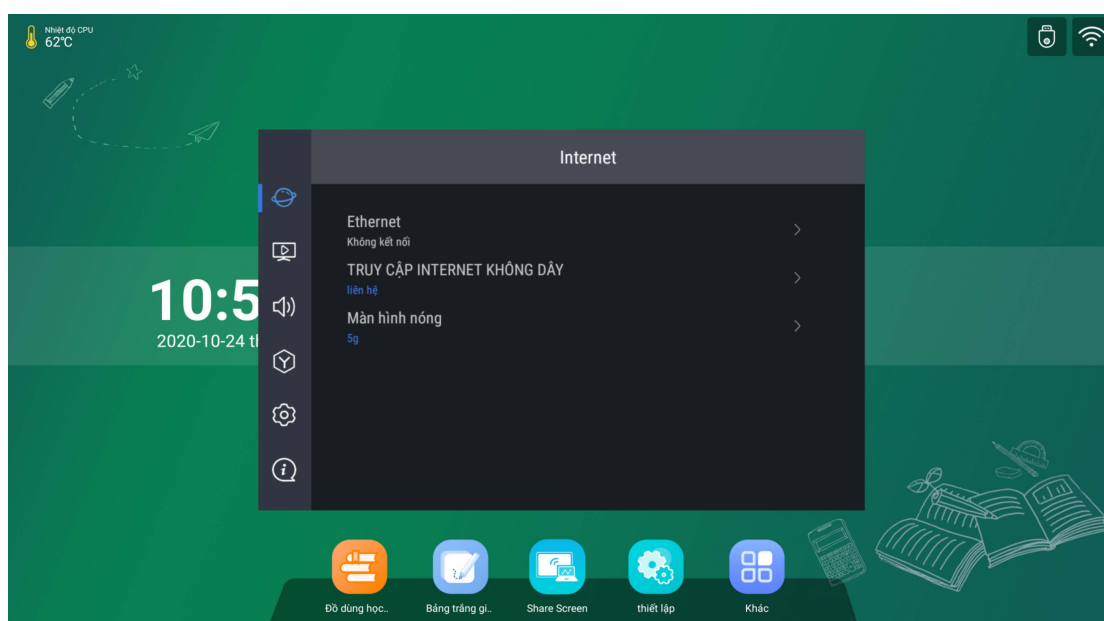 Nhiệt độ CPU
62°C
Internet
Ethernet
Không kết nối
TRUY CẬP INTERNET KHÔNG DÂY
liên hệ
Màn hình nóng
5g
10:5
2020-10-24 th
Đồ dùng học..
Bảng trắng gi..
Share Screen
thiết lập
Khác